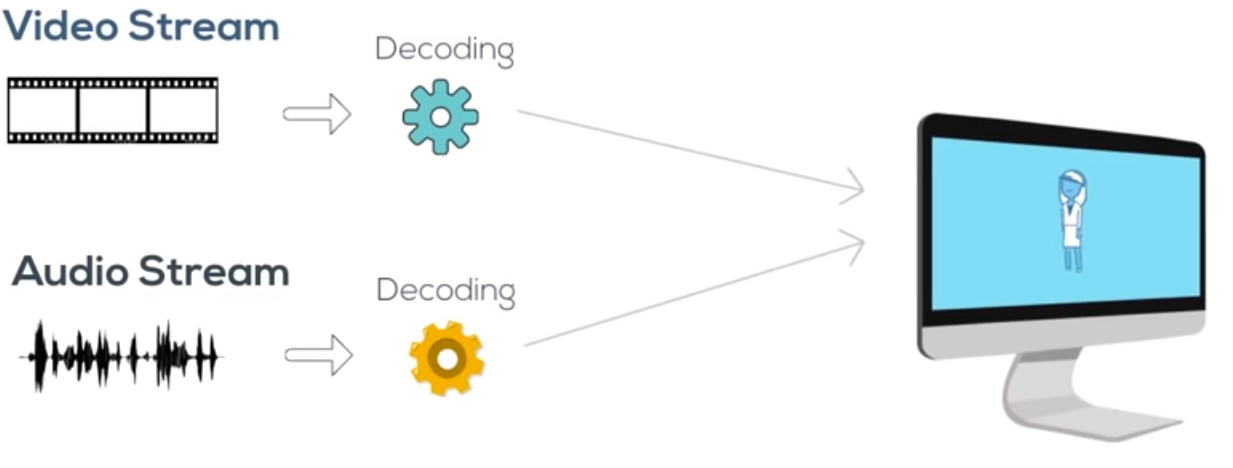 Video Stream
Decoding
Audio Stream
Decoding